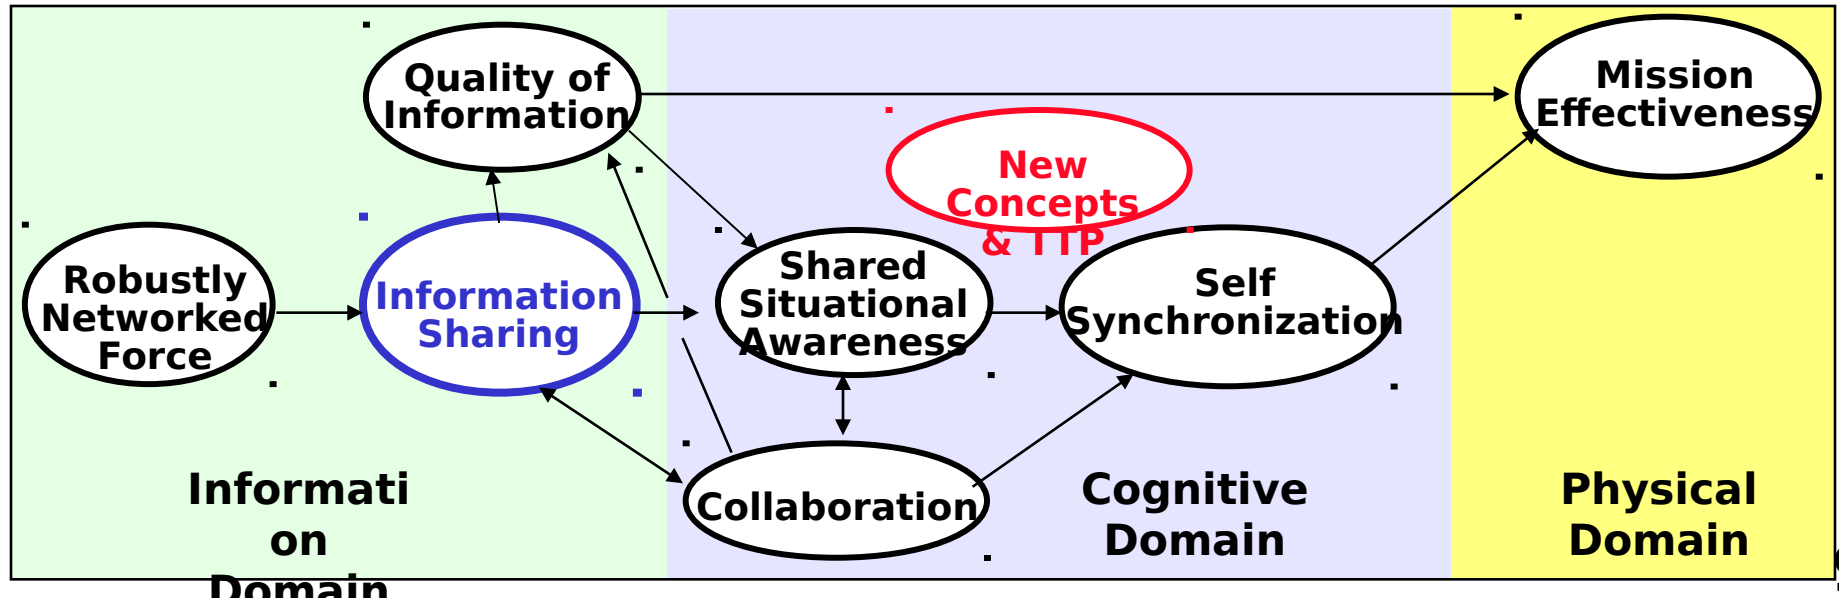 Quality of
Information
Mission
Effectiveness
New
Concepts
& TTP
Robustly
Networked
Force
Information
Sharing
Shared
Situational
Awareness
Self
Synchronization
Collaboration
Informati
on
Domain
Cognitive
Domain
Physical
Domain